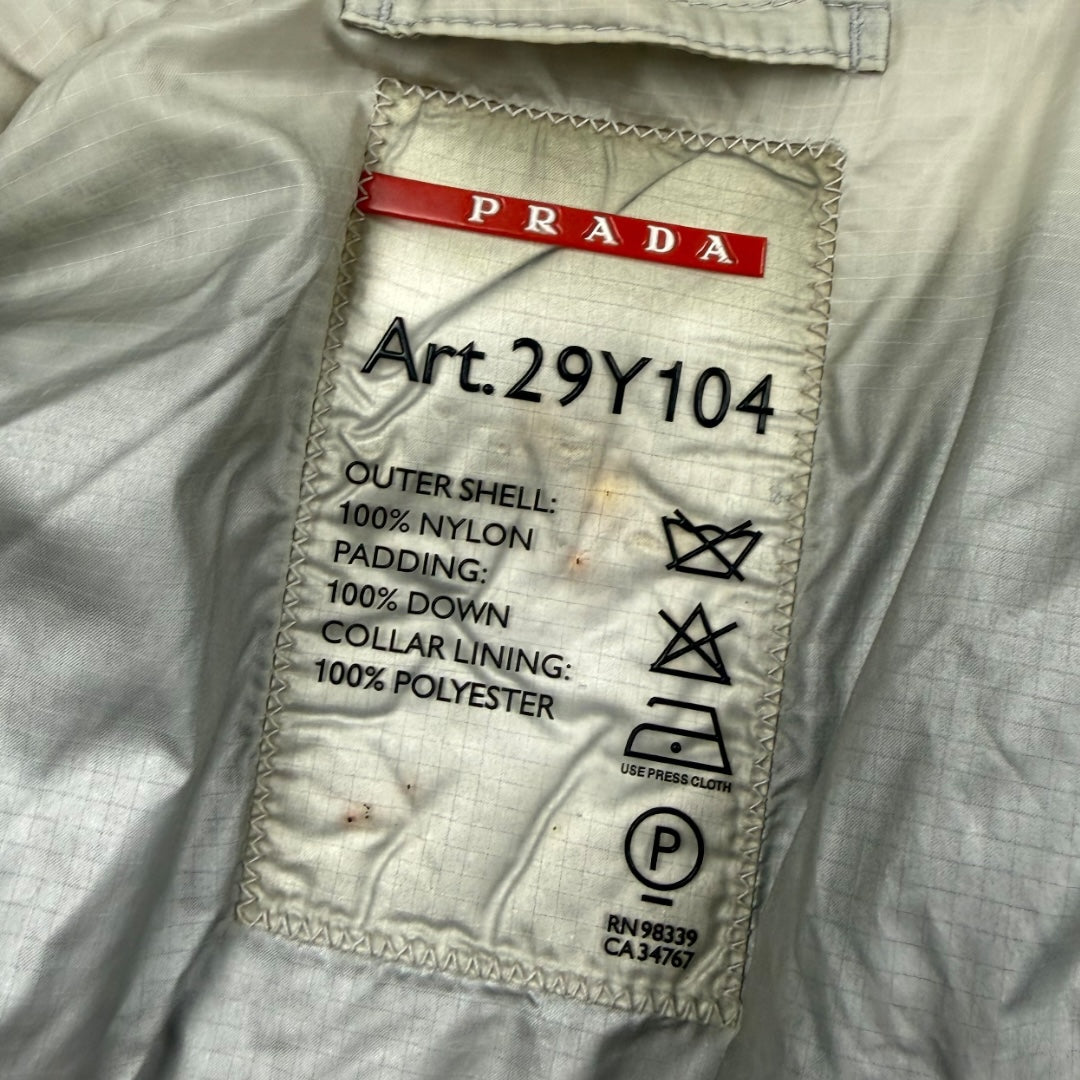 PRADA
Art.29Y104
OUTER SHELL:
100% NYLON
PADDING:
100% DOWN
COLLAR LINING:
100% POLYESTER
USE PRESS CLOTH
P
RN 98339
CA 34767